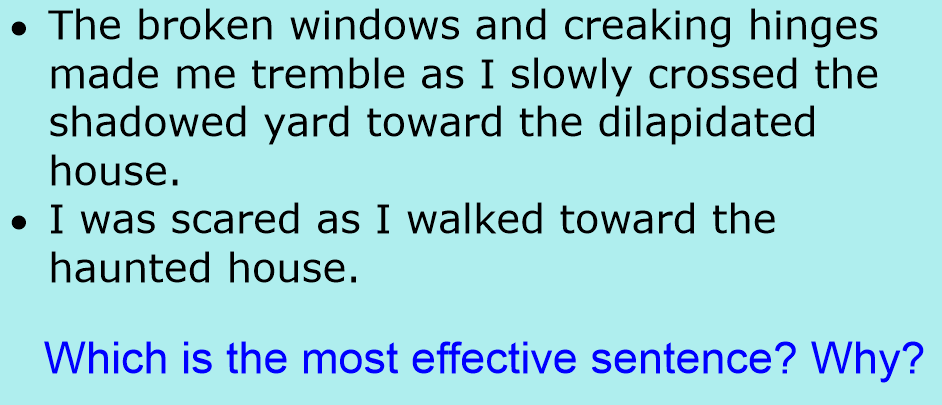 • The broken windows and creaking hinges
made me tremble as I slowly crossed the
shadowed yard toward the dilapidated
house.
• I was scared as I walked toward the
haunted house.
Which is the most effective sentence? Why?